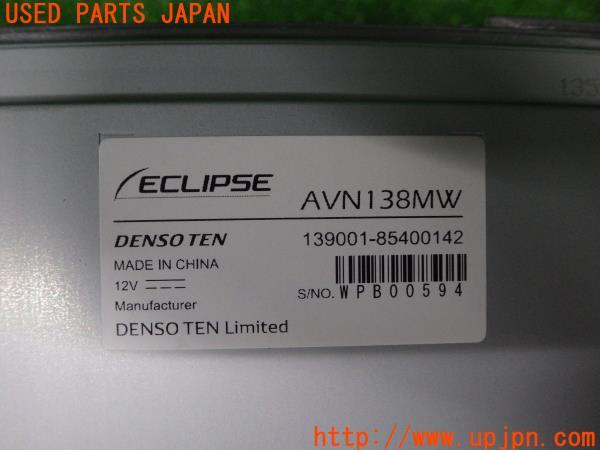 USED PARTS JAPAN
135
ECLIPSE
AVN138MW
DENSO TEN
139001-85400142
MADE IN CHINA
12V
S/NO. WPB00594
Manufacturer
DENSO TEN Limited
http://www.upjpn.com